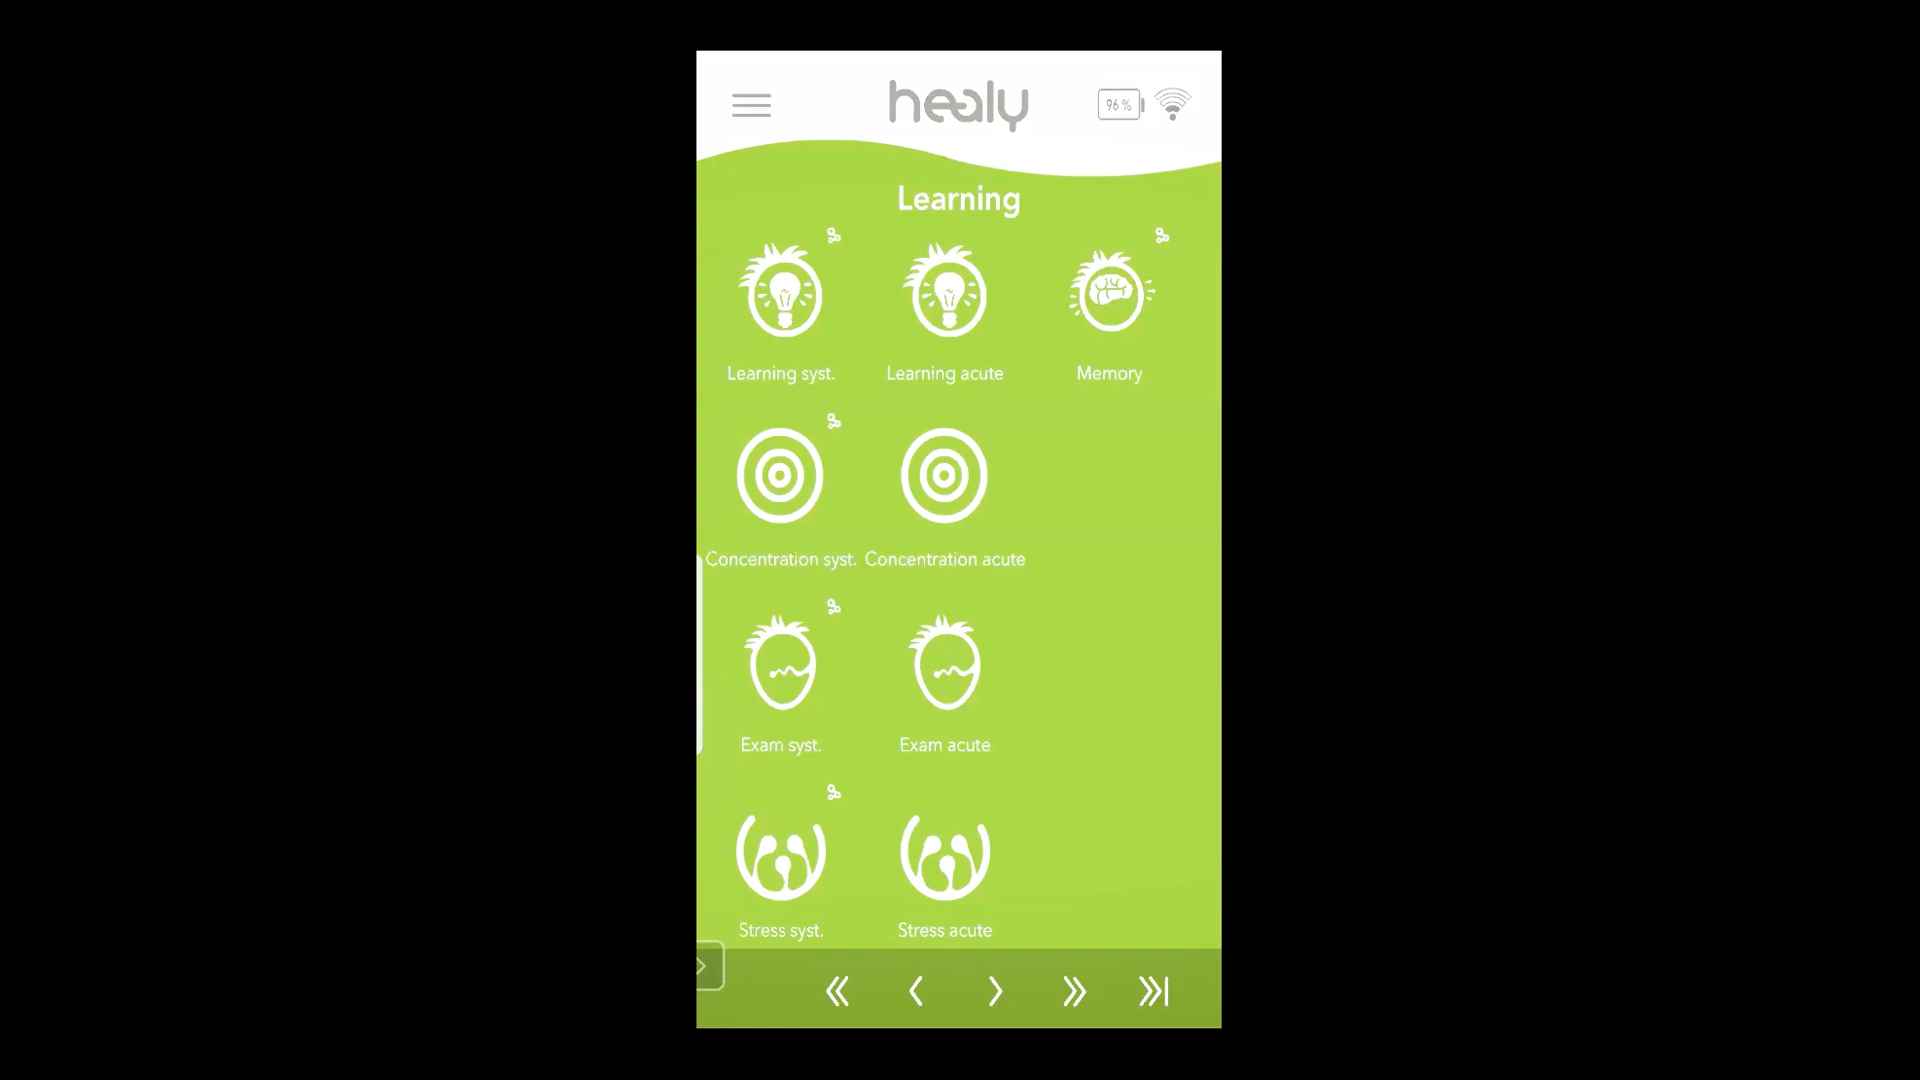 healy
96 %
Learning
Learning syst. Learning acute Memory
Concentration syst. Concentration acute
Exam syst. Exam acute
Stress syst. Stress acute